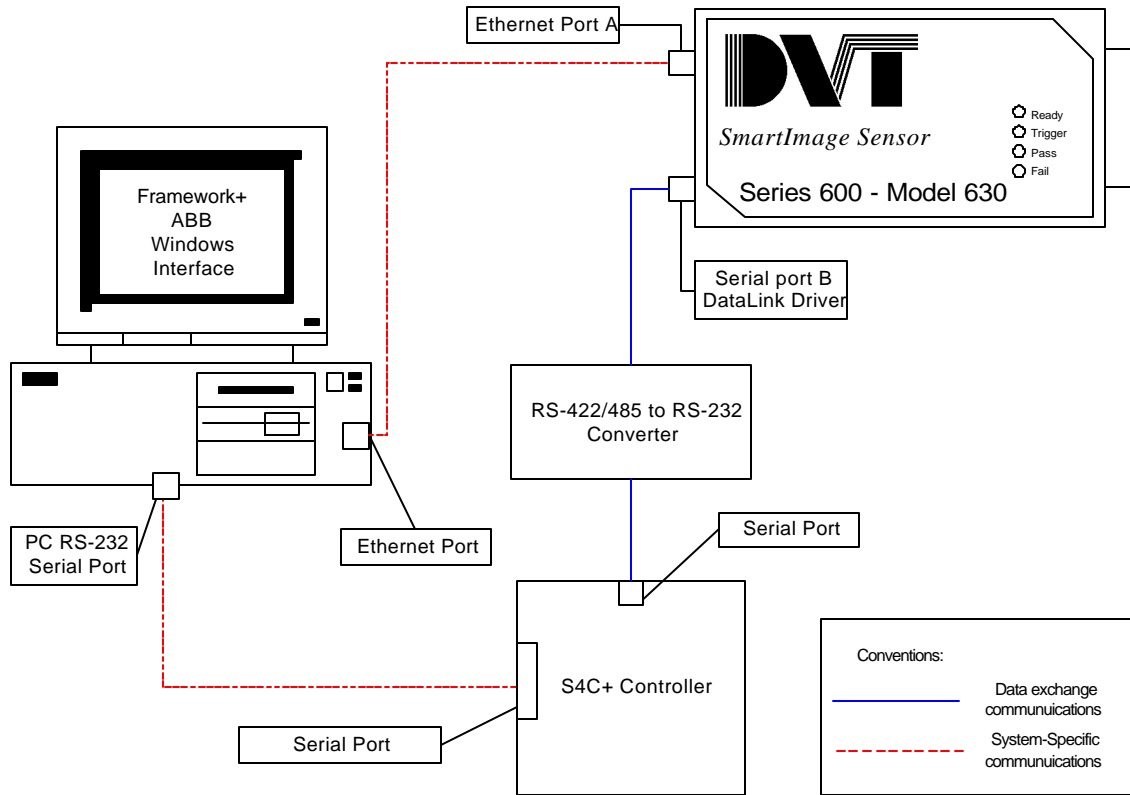 Ethernet Port A
DVT
SmartImage Sensor
Ready
Trigger
Pass
Fail
Series 600 - Model 630
Framework+
ABB
Windows
Interface
Serial port B
DataLink Driver
RS-422/485 to RS-232
Converter
PC RS-232
Serial Port
Ethernet Port
Serial Port
S4C+ Controller
Serial Port
Conventions:
Data exchange
communuications
System-Specific
communuications